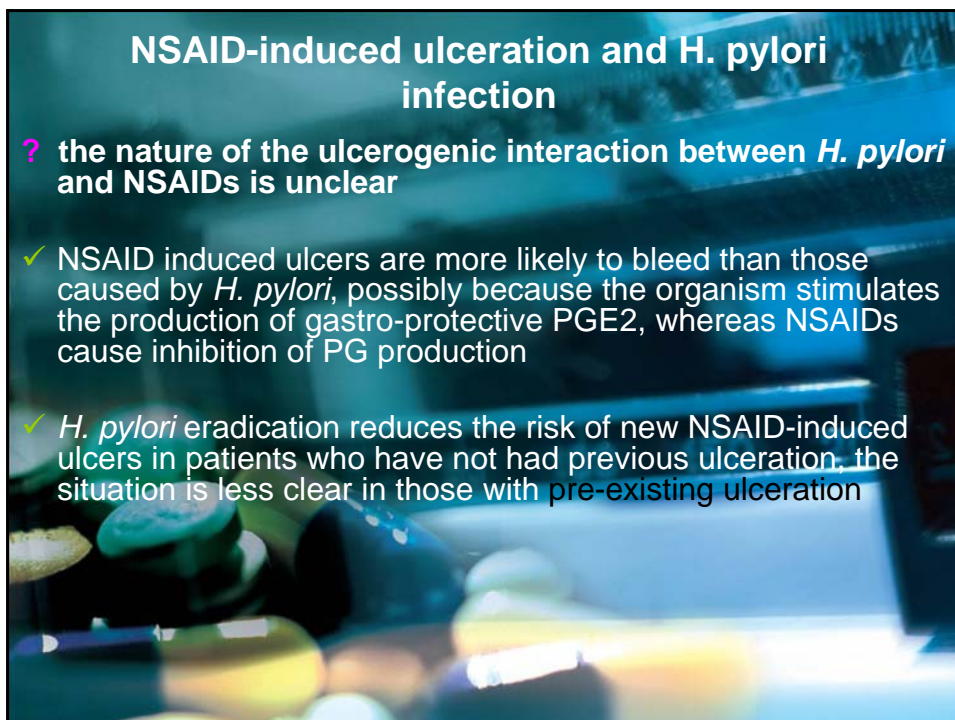 NSAID-induced ulceration and H. pylori
infection
? the nature of the ulcerogenic interaction between H. pylori
and NSAIDs is unclear
✓ NSAID induced ulcers are more likely to bleed than those
caused by H. pylori, possibly because the organism stimulates
the production of gastro-protective PGE2, whereas NSAIDs
cause inhibition of PG production
✓ H. pylori eradication reduces the risk of new NSAID-induced
ulcers in patients who have not had previous ulceration, the
situation is less clear in those with pre-existing ulceration
40
42
44